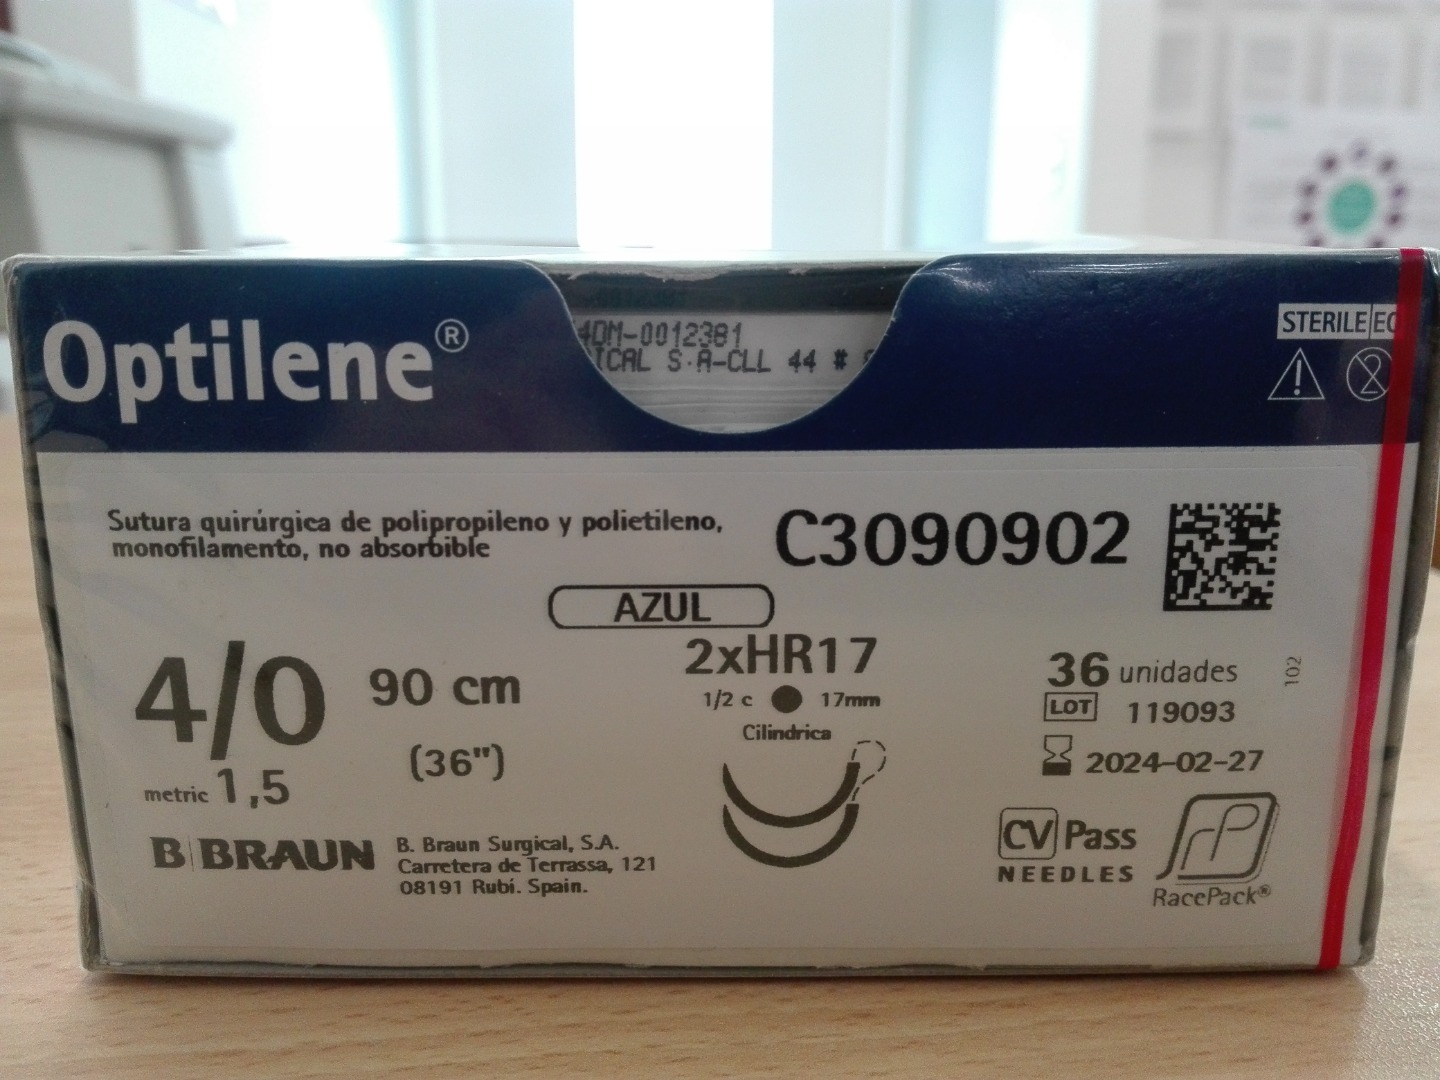 Optilene®
4DM-0012381
ICAL S.A-CLL 44 #
STERILE EO
Sutura quirúrgica de polipropileno y polietileno,
monofilamento, no absorbible
C3090902
AZUL
4/0
90 cm
(36")
metric 1,5
2xHR17
1/2 c
17mm
Cilíndrica
36 unidades
102
LOT 119093
2024-02-27
B BRAUN
B. Braun Surgical, S.A.
Carretera de Terrassa, 121
08191 Rubí. Spain.
CV Pass
NEEDLES
RacePack®